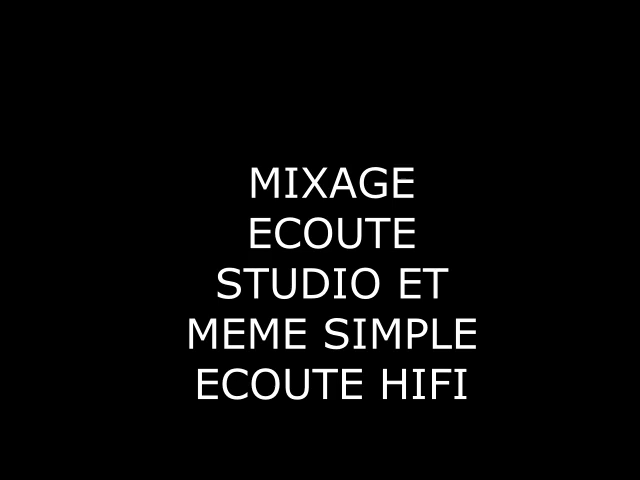 MIXAGE
ECOUTE
STUDIO ET
MEME SIMPLE
ECOUTE HIFI